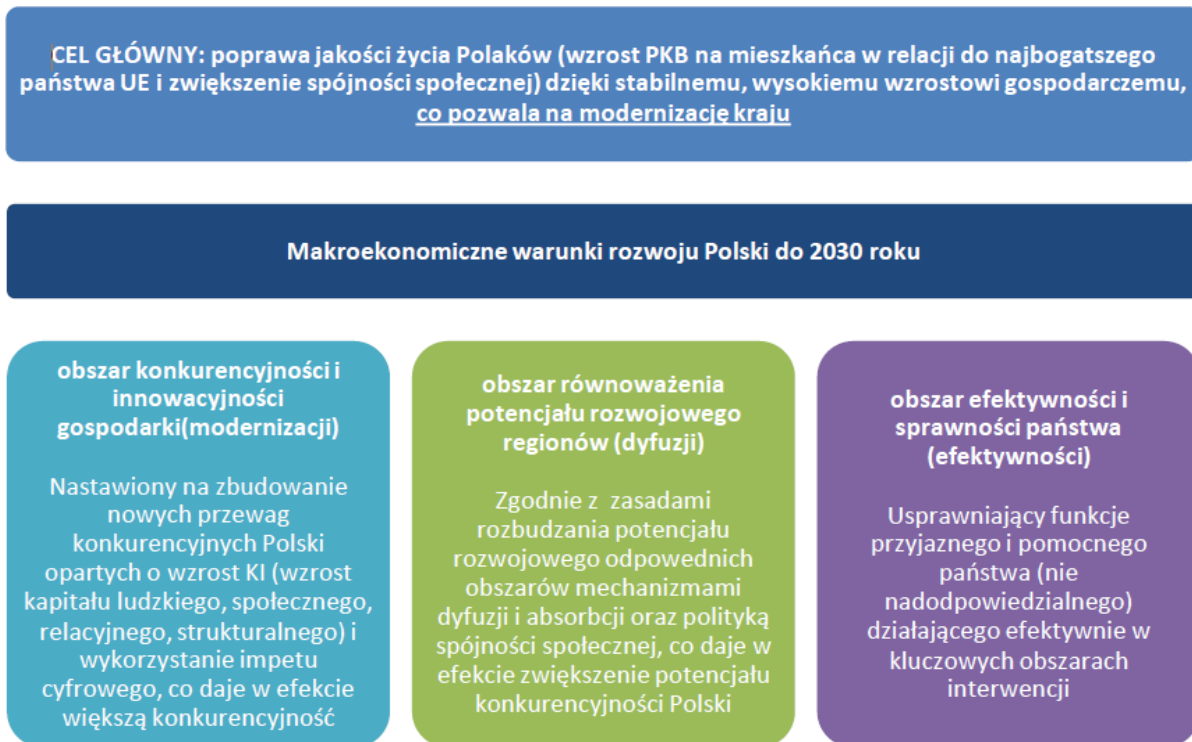 CEL GŁÓWNY: poprawa jakości życia Polaków (wzrost PKB na mieszkańca w relacji do najbogatszego
państwa UE i zwiększenie spójności społecznej) dzięki stabilnemu, wysokiemu wzrostowi gospodarczemu,
co pozwala na modernizację kraju
Makroekonomiczne warunki rozwoju Polski do 2030 roku
obszar konkurencyjności i
innowacyjności
gospodarki(modernizacji)
Nastawiony na zbudowanie
nowych przewag
konkurencyjnych Polski
opartych o wzrost KI (wzrost
kapitału ludzkiego, społecznego,
relacyjnego, strukturalnego) i
wykorzystanie impetu
cyfrowego, co daje w efekcie
większą konkurencyjność
obszar równoważenia
potencjału rozwojowego
regionów (dyfuzji)
Zgodnie z zasadami
rozbudzania potencjału
rozwojowego odpowednich
obszarów mechanizmami
dyfuzji i absorbcji oraz polityką
spójności społecznej, co daje w
efekcie zwiększenie potencjału
konkurencyjności Polski
obszar efektywności i
sprawności państwa
(efektywności)
Usprawniający funkcje
przyjaznego i pomocnego
państwa (nie
nadodpowiedzialnego)
działającego efektywnie w
kluczowych obszarach
interwencji